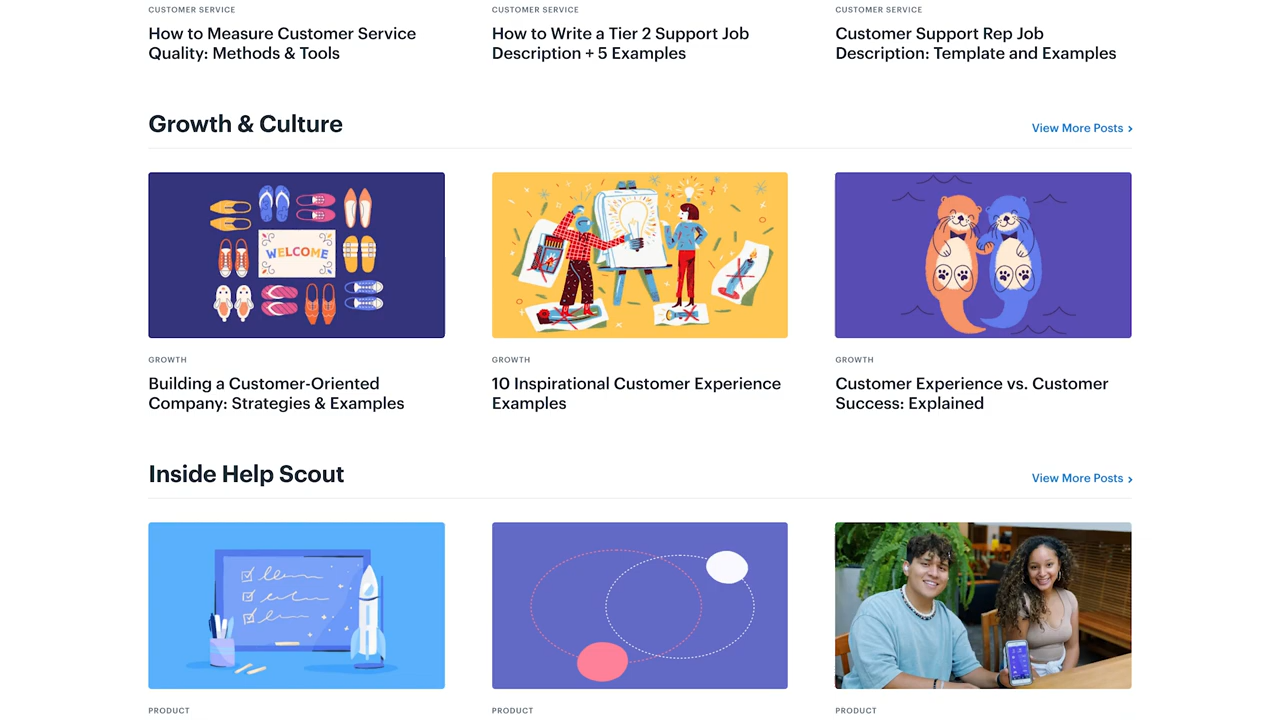 CUSTOMER SERVICE
How to Measure Customer Service
Quality: Methods & Tools
CUSTOMER SERVICE
How to Write a Tier 2 Support Job
Description + 5 Examples
CUSTOMER SERVICE
Customer Support Rep Job
Description: Template and Examples
Growth & Culture
View More Posts ›
WELCOME
GROWTH
Building a Customer-Oriented
Company: Strategies & Examples
GROWTH
10 Inspirational Customer Experience
Examples
GROWTH
Customer Experience vs. Customer
Success: Explained
Inside Help Scout
View More Posts ›
PRODUCT
PRODUCT
PRODUCT